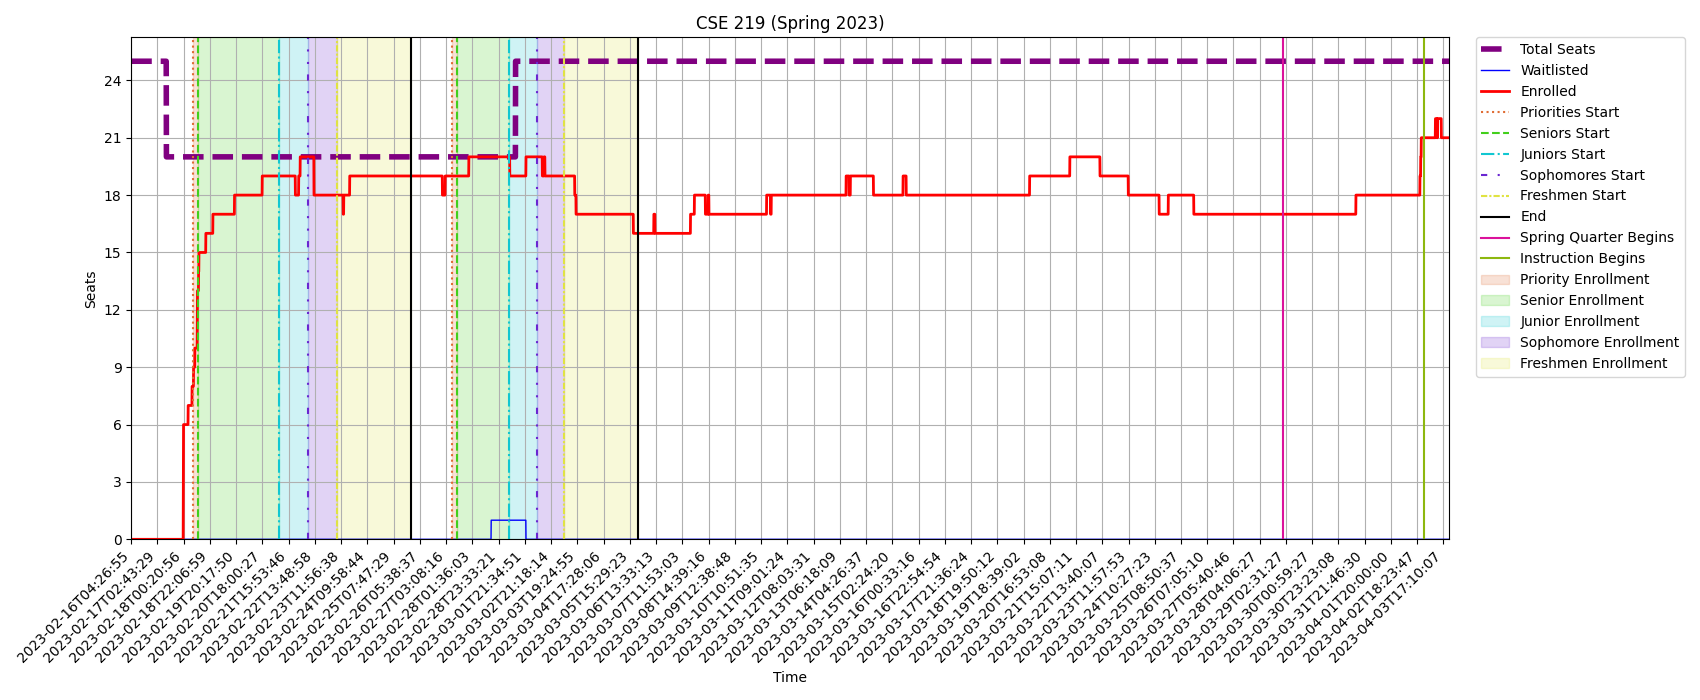 CSE 219 (Spring 2023)
Seats
24
21
18
15
12
9
6
3
0
2023-02-16T04:26:55
2023-02-17T02:43:29
2023-02-18T00:20:56
2023-02-18T22:06:59
2023-02-19T20:17:50
2023-02-20T18:00:27
2023-02-21T15:53:46
2023-02-22T13:48:58
2023-02-23T11:56:38
2023-02-24T09:58:44
2023-02-25T07:47:29
2023-02-26T05:38:37
2023-02-27T03:08:16
2023-02-28T01:36:03
2023-02-28T23:33:21
2023-03-01T21:34:51
2023-03-02T21:18:14
2023-03-03T19:24:55
2023-03-04T17:28:06
2023-03-05T15:29:23
2023-03-06T13:33:13
2023-03-07T11:53:03
2023-03-08T14:39:16
2023-03-09T12:38:48
2023-03-10T10:51:35
2023-03-11T09:01:24
2023-03-12T08:03:31
2023-03-13T06:18:09
2023-03-14T04:26:37
2023-03-15T02:24:20
2023-03-16T00:33:16
2023-03-16T22:54:54
2023-03-17T21:36:24
2023-03-18T19:50:12
2023-03-19T18:39:02
2023-03-20T16:53:08
2023-03-21T15:07:11
2023-03-22T13:40:07
2023-03-23T11:57:53
2023-03-24T10:27:23
2023-03-25T08:50:37
2023-03-26T07:05:10
2023-03-27T05:40:46
2023-03-28T04:06:27
2023-03-29T02:31:27
2023-03-30T00:59:27
2023-03-30T23:23:08
2023-03-31T21:46:30
2023-04-01T20:00:00
2023-04-02T18:23:47
2023-04-03T17:10:07
Time
Total Seats
Waitlisted
Enrolled
Priorities Start
Seniors Start
Juniors Start
Sophomores Start
Freshmen Start
End
Spring Quarter Begins
Instruction Begins
Priority Enrollment
Senior Enrollment
Junior Enrollment
Sophomore Enrollment
Freshmen Enrollment